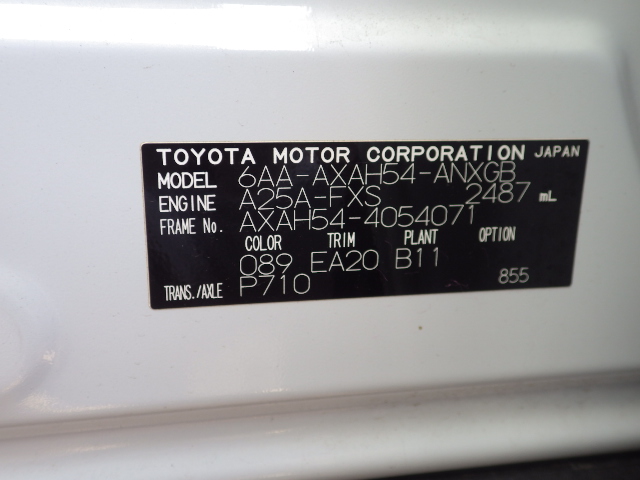 TOYOTA MOTOR CORPORATION JAPAN
MODEL 6AA-AXAH54-ANXGB
ENGINE A25A-FXS 2487 mL
FRAME No. AXAH54-4054071
COLOR TRIM PLANT OPTION
089 EA20 B11
TRANS./AXLE P710 855